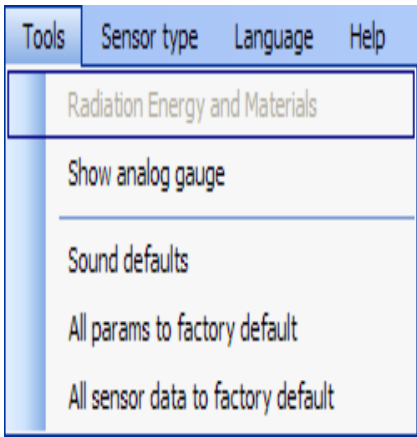 Tools Sensor type Language Help
Radiation Energy and Materials
Show analog gauge
Sound defaults
All params to factory default
All sensor data to factory default